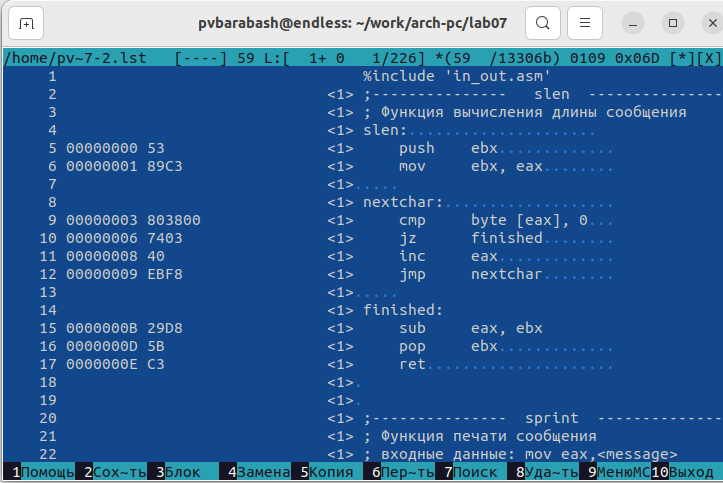 pvbarabash@endless: ~/work/arch-pc/lab07
/home/pv~7-2.lst [----] 59 L:[ 1+ 0 1/226] *(59 /13306b) 0109 0x06D [*][X]
1 %include 'in_out.asm'
2 <1> ;--------------- slen ---------------
3 <1> ; Функция вычисления длины сообщения
4 <1> slen:.....................
5 00000000 53 <1> push ebx.............
6 00000001 89C3 <1> mov ebx, eax........
7 <1>.....
8 <1> nextchar:...................
9 00000003 803800 <1> cmp byte [eax], 0...
10 00000006 7403 <1> jz finished........
11 00000008 40 <1> inc eax.............
12 00000009 EBF8 <1> jmp nextchar........
13 <1>.....
14 <1> finished:
15 0000000B 29D8 <1> sub eax, ebx
16 0000000D 5B <1> pop ebx.............
17 0000000E C3 <1> ret.....................
18 <1>.
19 <1>.
20 <1> ;--------------- sprint --------------
21 <1> ; Функция печати сообщения
22 <1> ; входные данные: mov eax,<message>
1Помощь 2Сох~ть 3Блок 4Замена 5Копия 6Пер~ть 7Поиск 8Уда~ть 9МенюMC 10Выход